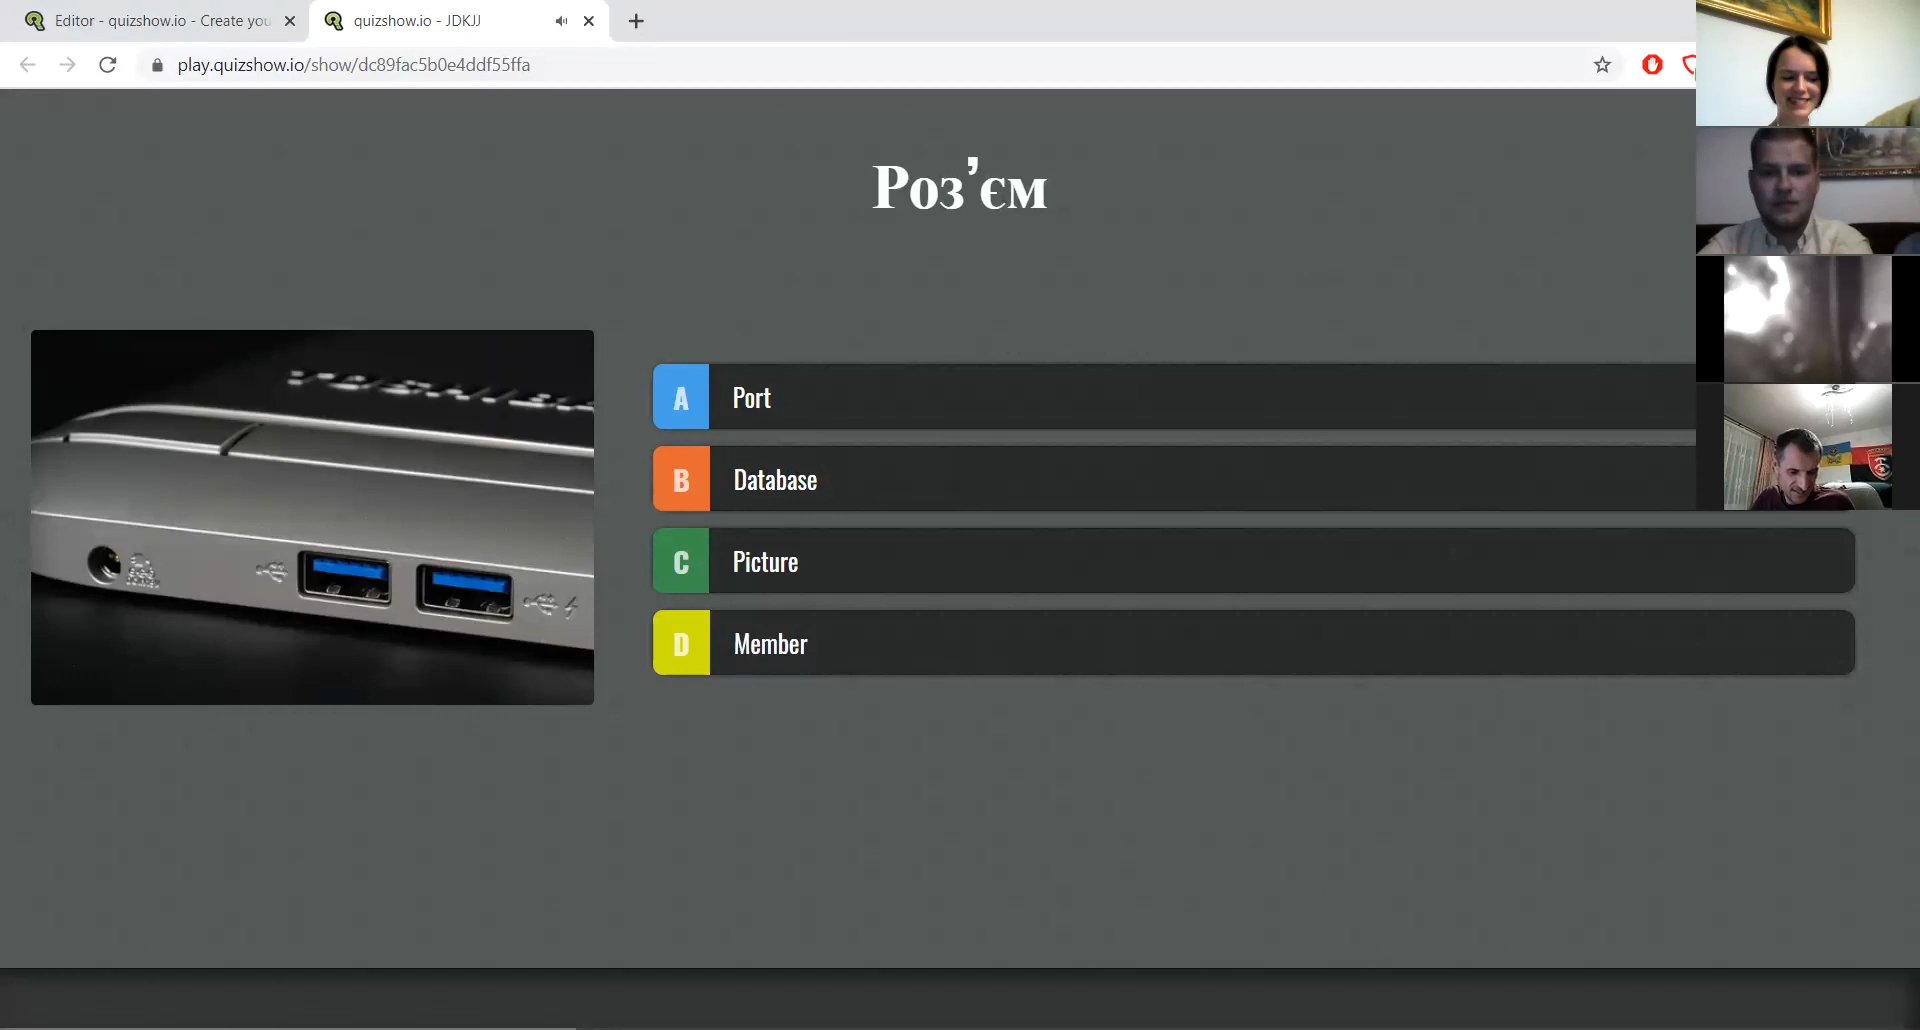 Editor - quizshow.io - Create you
quizshow.io - JDKJJ
play.quizshow.io/show/dc89fac5b0e4ddf55ffa
Роз’єм
A Port
B Database
C Picture
D Member